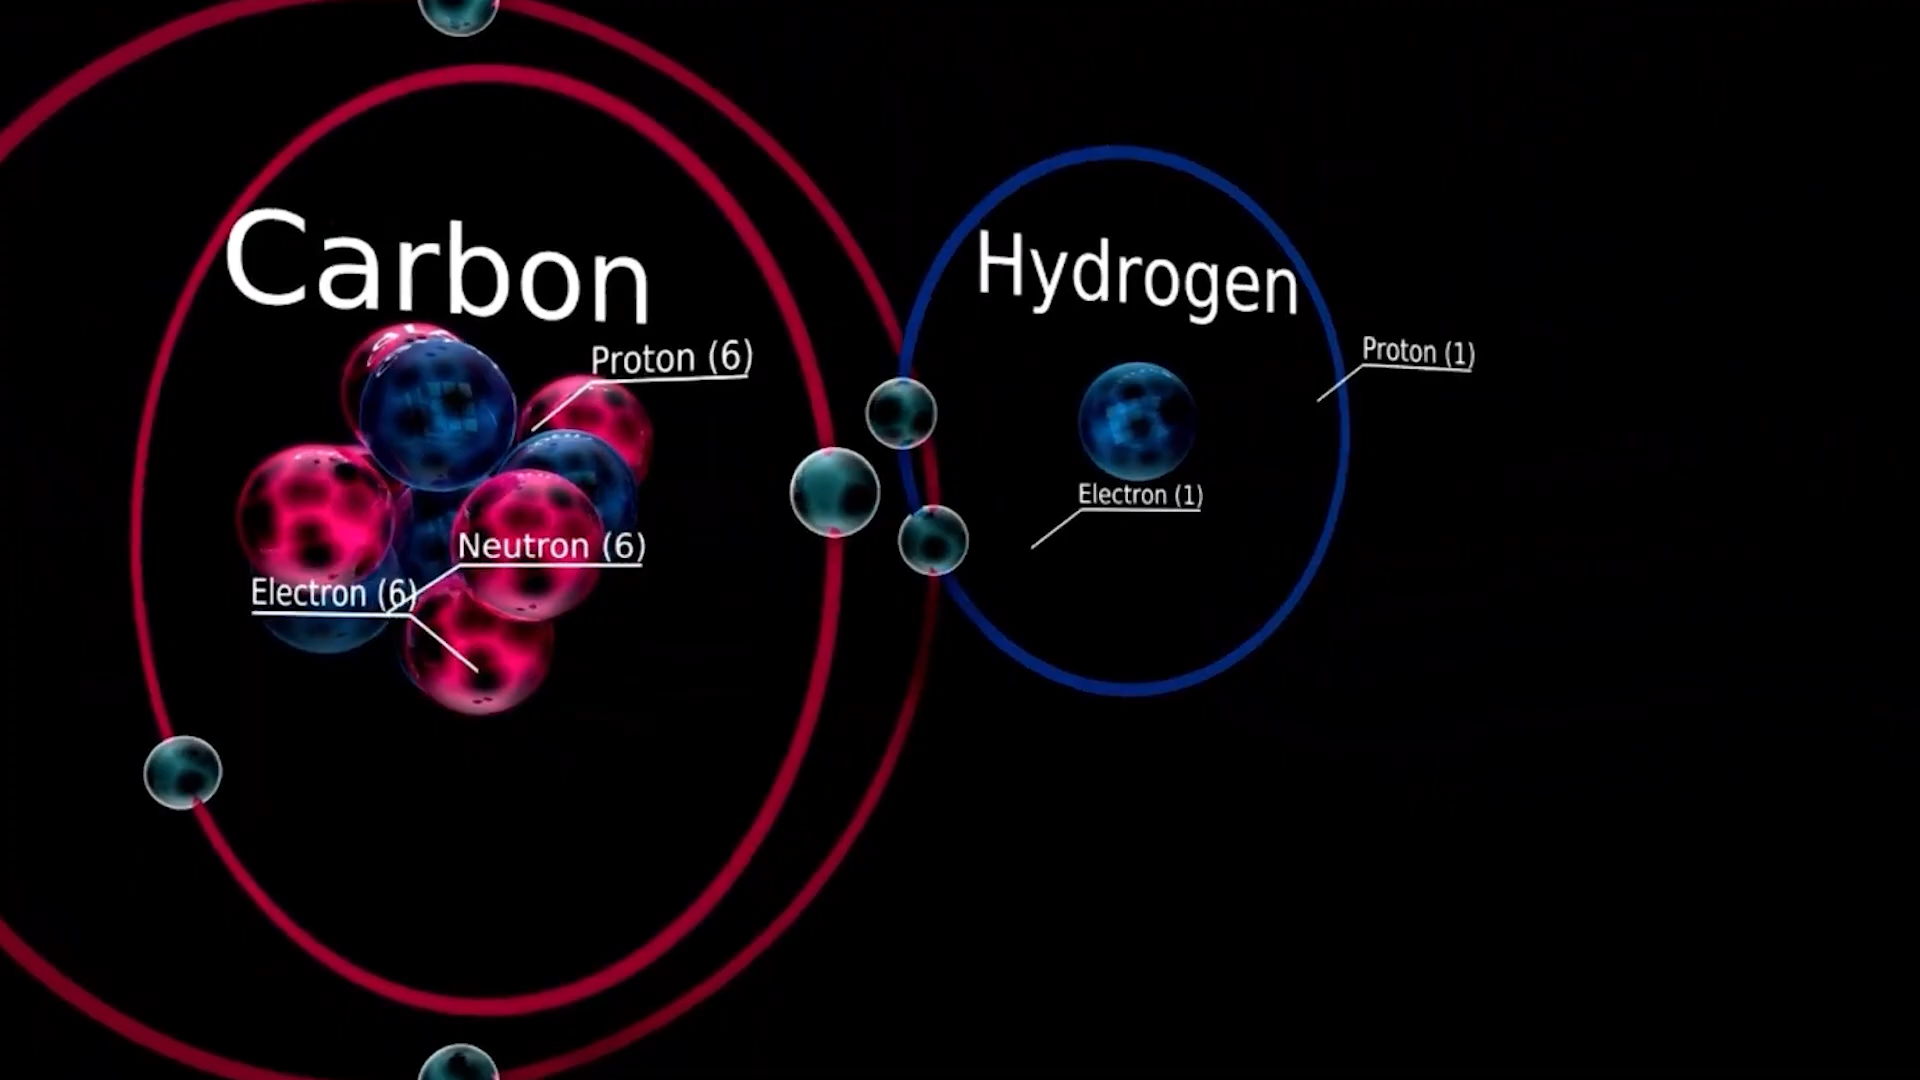 Carbon
Proton (6)
Neutron (6)
Electron (6)
Hydrogen
Proton (1)
Electron (1)